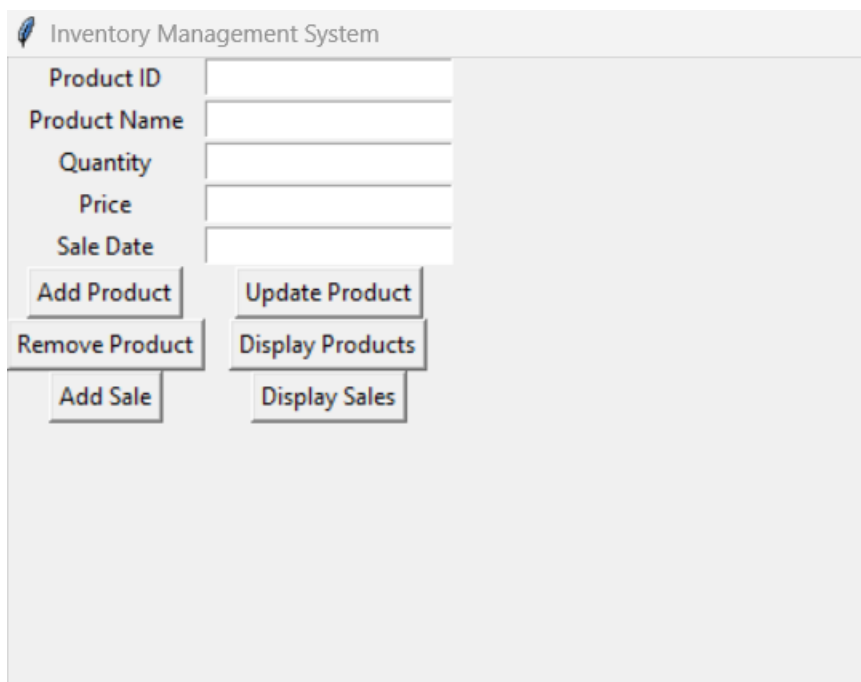 Inventory Management System
Product ID
Product Name
Quantity
Price
Sale Date
Add Product Update Product
Remove Product Display Products
Add Sale Display Sales